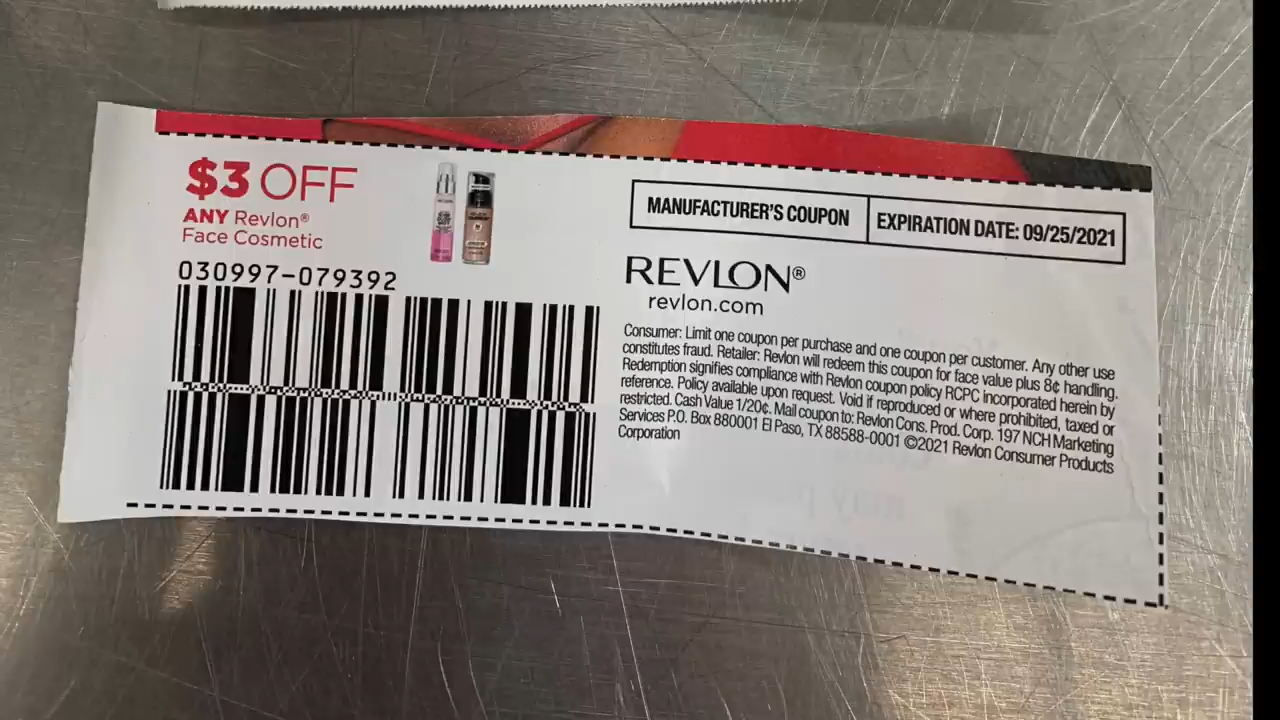 $3 OFF
ANY Revlon®
Face Cosmetic
030997-079392
MANUFACTURER'S COUPON
EXPIRATION DATE: 09/25/2021
REVLON®
revlon.com
Consumer: Limit one coupon per purchase and one coupon per customer. Any other use
constitutes fraud. Retailer: Revlon will redeem this coupon for face value plus 8¢ handling.
Redemption signifies compliance with Revlon coupon policy RCPC incorporated herein by
reference. Policy available upon request. Void if reproduced or where prohibited, taxed or
restricted. Cash Value 1/20¢. Mail coupon to: Revlon Cons. Prod. Corp. 197 NCH Marketing
Services P.O. Box 880001 El Paso, TX 88588-0001 ©2021 Revlon Consumer Products
Corporation